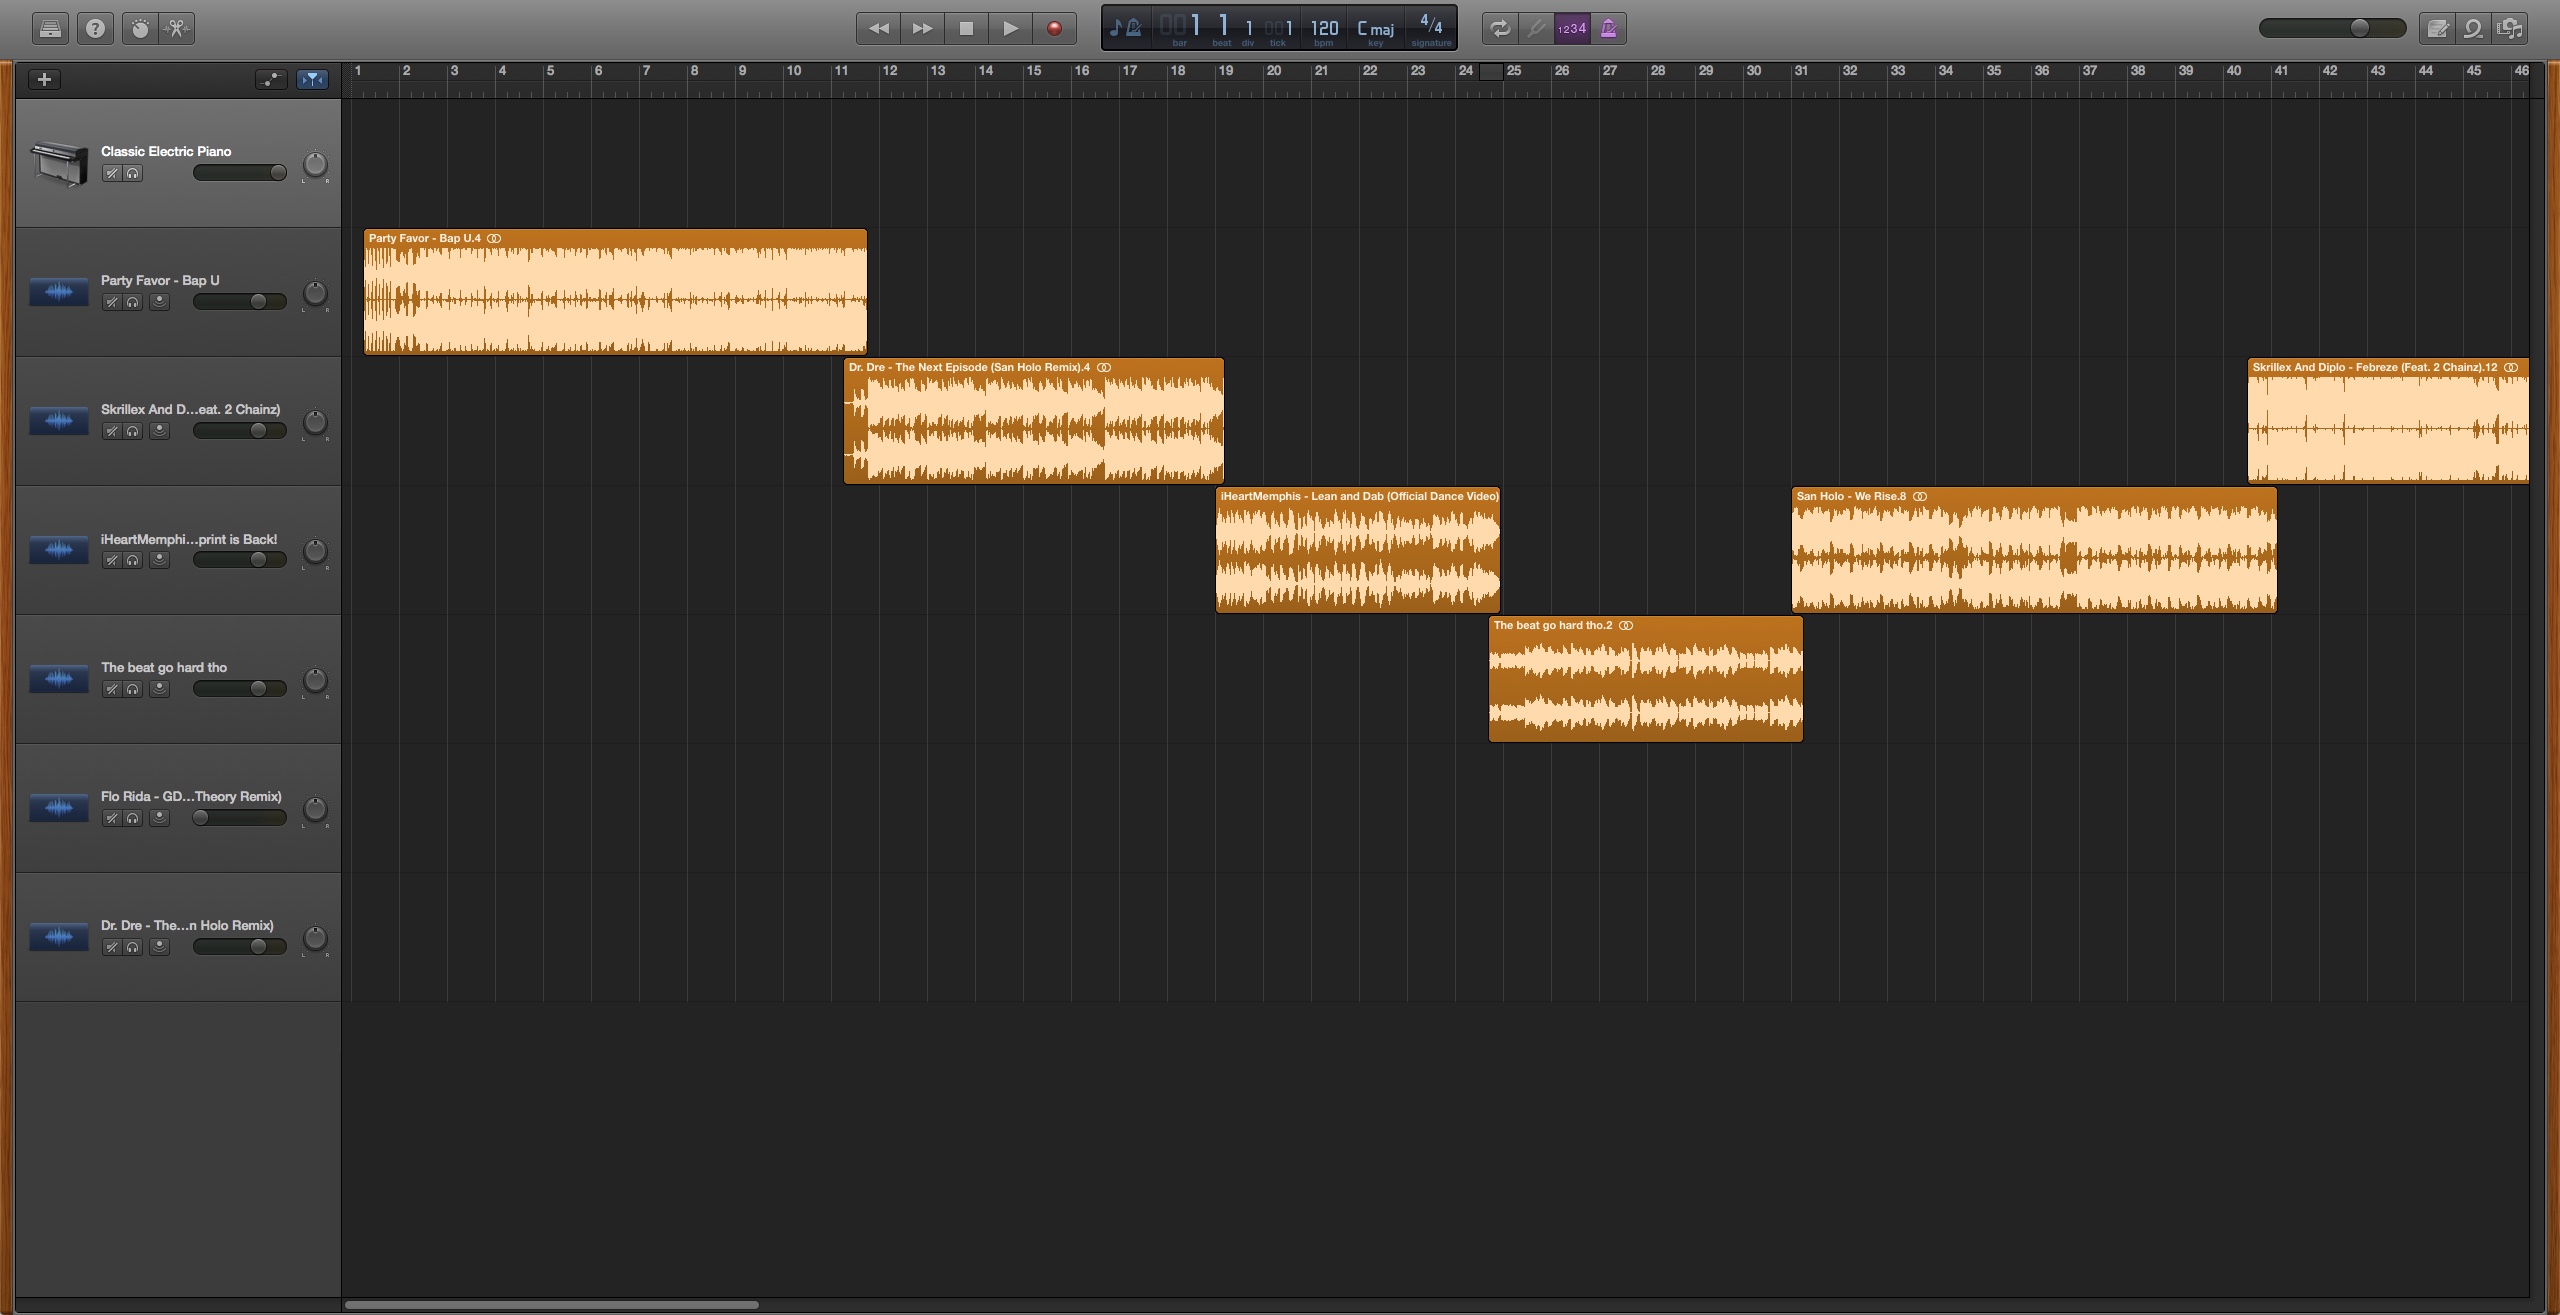 ? 001 1 1 001 120 C maj 4/4 1234
bar beat div tick bpm key signature
1 2 3 4 5 6 7 8 9 10 11 12 13 14 15 16 17 18 19 20 21 22 23 24 25 26 27 28 29 30 31 32 33 34 35 36 37 38 39 40 41 42 43 44 45 46
Classic Electric Piano
L R
Party Favor - Bap U.4
Party Favor - Bap U
L R
Dr. Dre - The Next Episode (San Holo Remix).4
Skrillex And Diplo - Febreze (Feat. 2 Chainz).12
Skrillex And D...eat. 2 Chainz)
L R
iHeartMemphis - Lean and Dab (Official Dance Video)
San Holo - We Rise.8
iHeartMemphi...print is Back!
L R
The beat go hard tho.2
The beat go hard tho
L R
Flo Rida - GD...Theory Remix)
L R
Dr. Dre - The...n Holo Remix)
L R